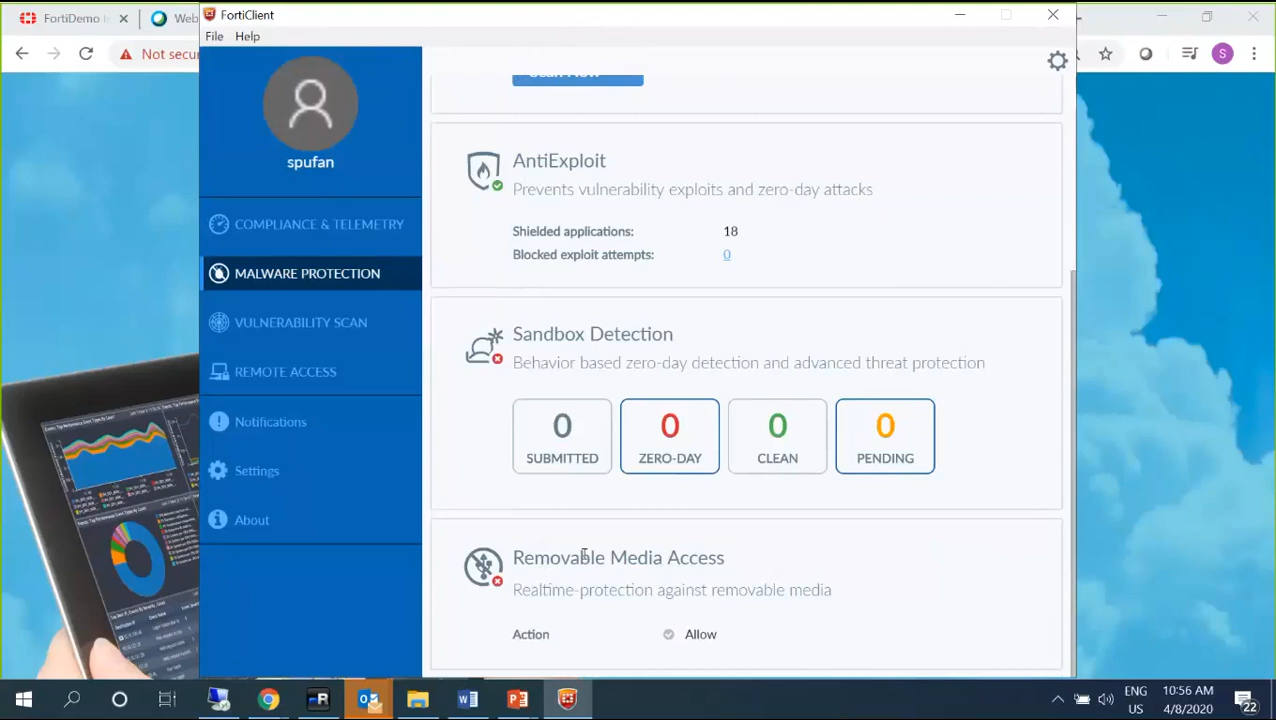 FortiDemo
Web
FortiClient
File Help
Not secur
S
spufan
COMPLIANCE & TELEMETRY
MALWARE PROTECTION
VULNERABILITY SCAN
REMOTE ACCESS
Notifications
Settings
About
Scan Now
AntiExploit
Prevents vulnerability exploits and zero-day attacks
Shielded applications: 18
Blocked exploit attempts: 0
Sandbox Detection
Behavior based zero-day detection and advanced threat protection
0 0 0 0
SUBMITTED ZERO-DAY CLEAN PENDING
Removable Media Access
Realtime-protection against removable media
Action Allow
ENG 10:56 AM
US 4/8/2020
22